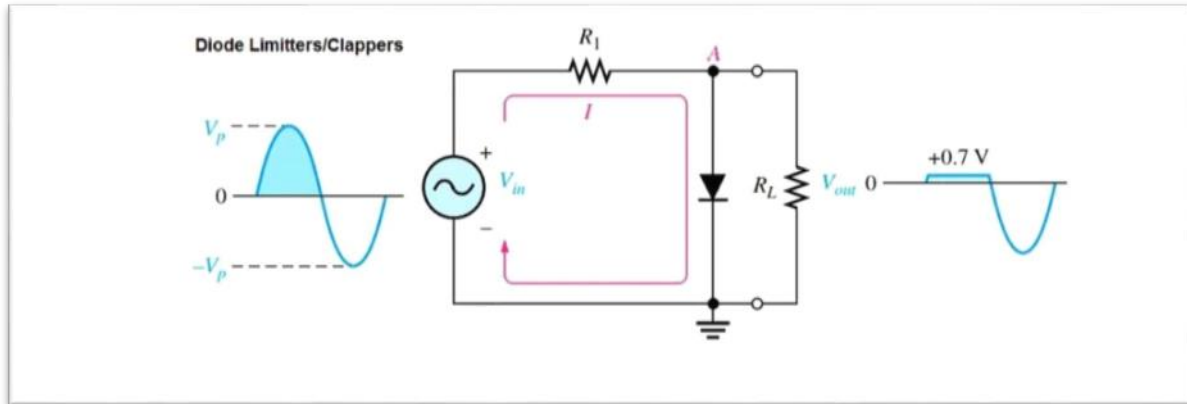 Diode Limitters/Clappers
R1
A
I
Vp
0
-Vp
+
Vin
−
RL
Vout 0
+0.7 V